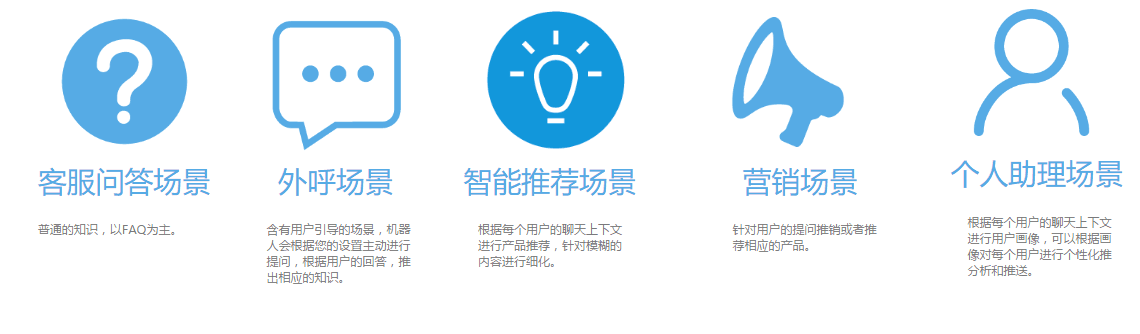 客服问答场景
普通的知识，以FAQ为主。
外呼场景
含有用户引导的场景，机器
人会根据您的设置主动进行
提问，根据用户的回答，推
出相应的知识。
智能推荐场景
根据每个用户的聊天上下文
进行产品推荐，针对模糊的
内容进行细化。
营销场景
针对用户的提问推销或者推
荐相应的产品。
个人助理场景
根据每个用户的聊天上下文
进行用户画像，可以根据画
像对每个用户进行个性化推
分析和推送。